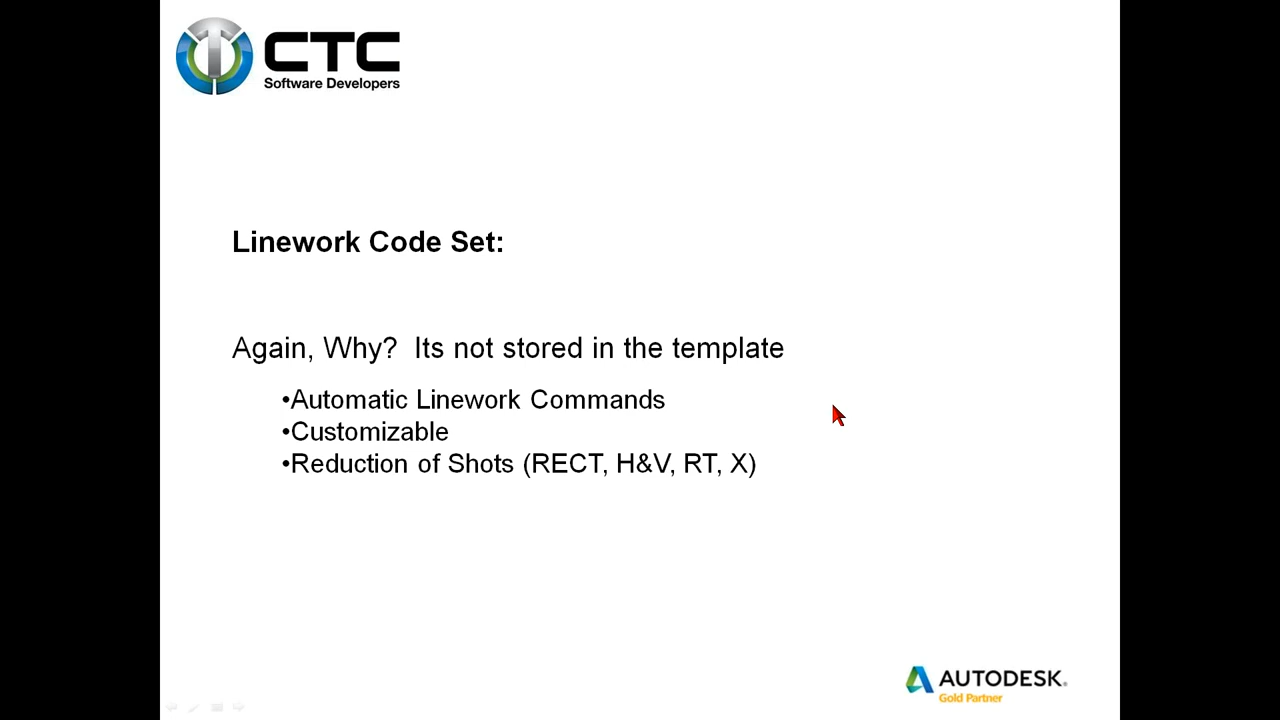 CTC
Software Developers
Linework Code Set:
Again, Why? Its not stored in the template
•Automatic Linework Commands
•Customizable
•Reduction of Shots (RECT, H&V, RT, X)
AUTODESK.
Gold Partner